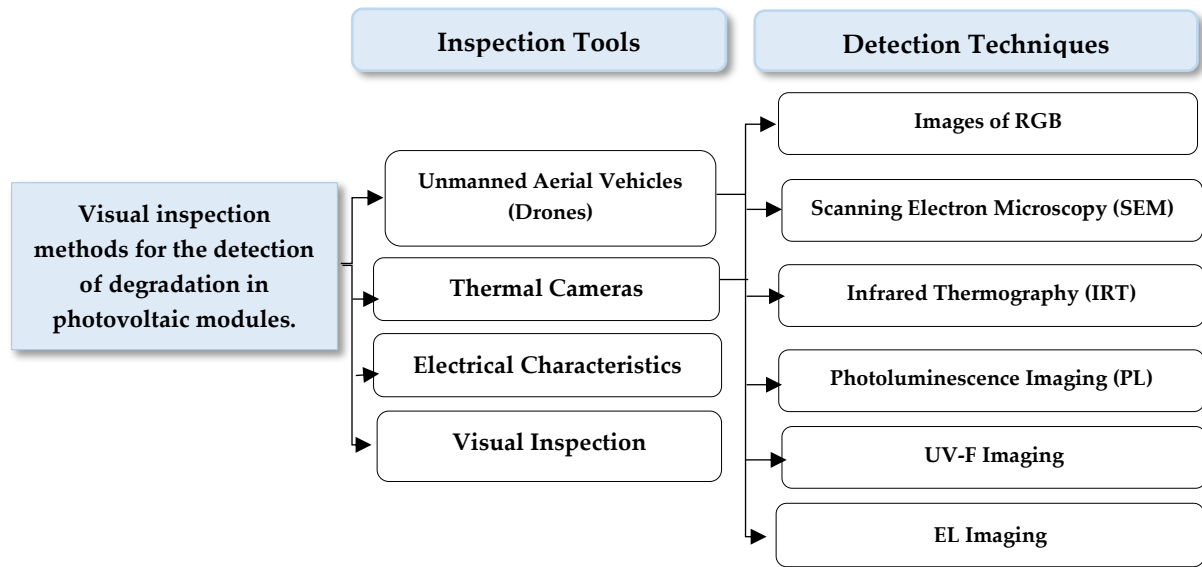 Inspection Tools
Detection Techniques
Visual inspection
methods for the detection
of degradation in
photovoltaic modules.
Unmanned Aerial Vehicles
(Drones)
Thermal Cameras
Electrical Characteristics
Visual Inspection
Images of RGB
Scanning Electron Microscopy (SEM)
Infrared Thermography (IRT)
Photoluminescence Imaging (PL)
UV-F Imaging
EL Imaging